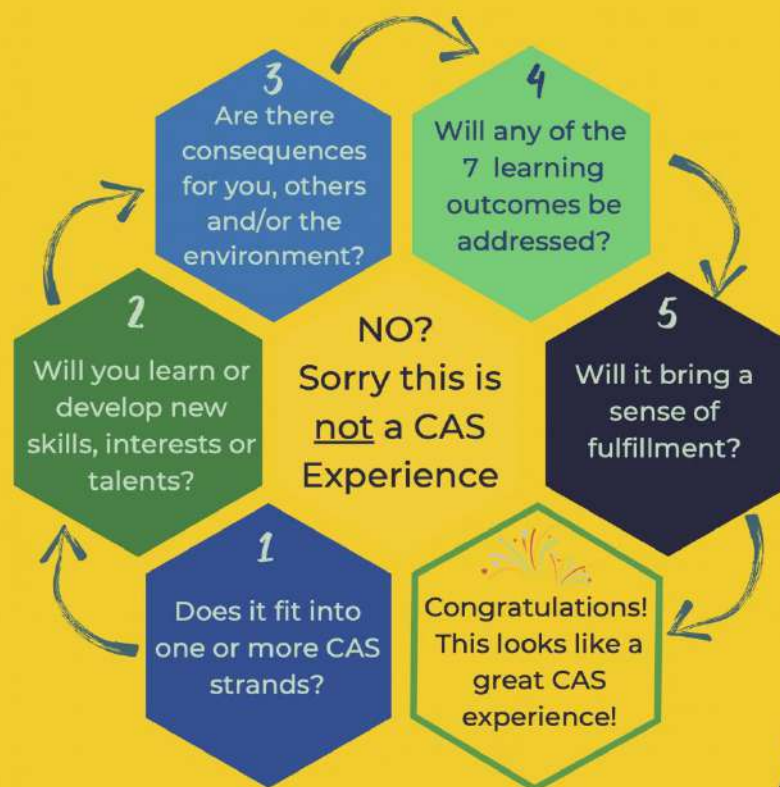 1
Does it fit into
one or more CAS
strands?
2
Will you learn or
develop new
skills, interests or
talents?
3
Are there
consequences
for you, others
and/or the
environment?
4
Will any of the
7 learning
outcomes be
addressed?
5
Will it bring a
sense of
fulfillment?
Congratulations!
This looks like a
great CAS
experience!
NO?
Sorry this is
not a CAS
Experience